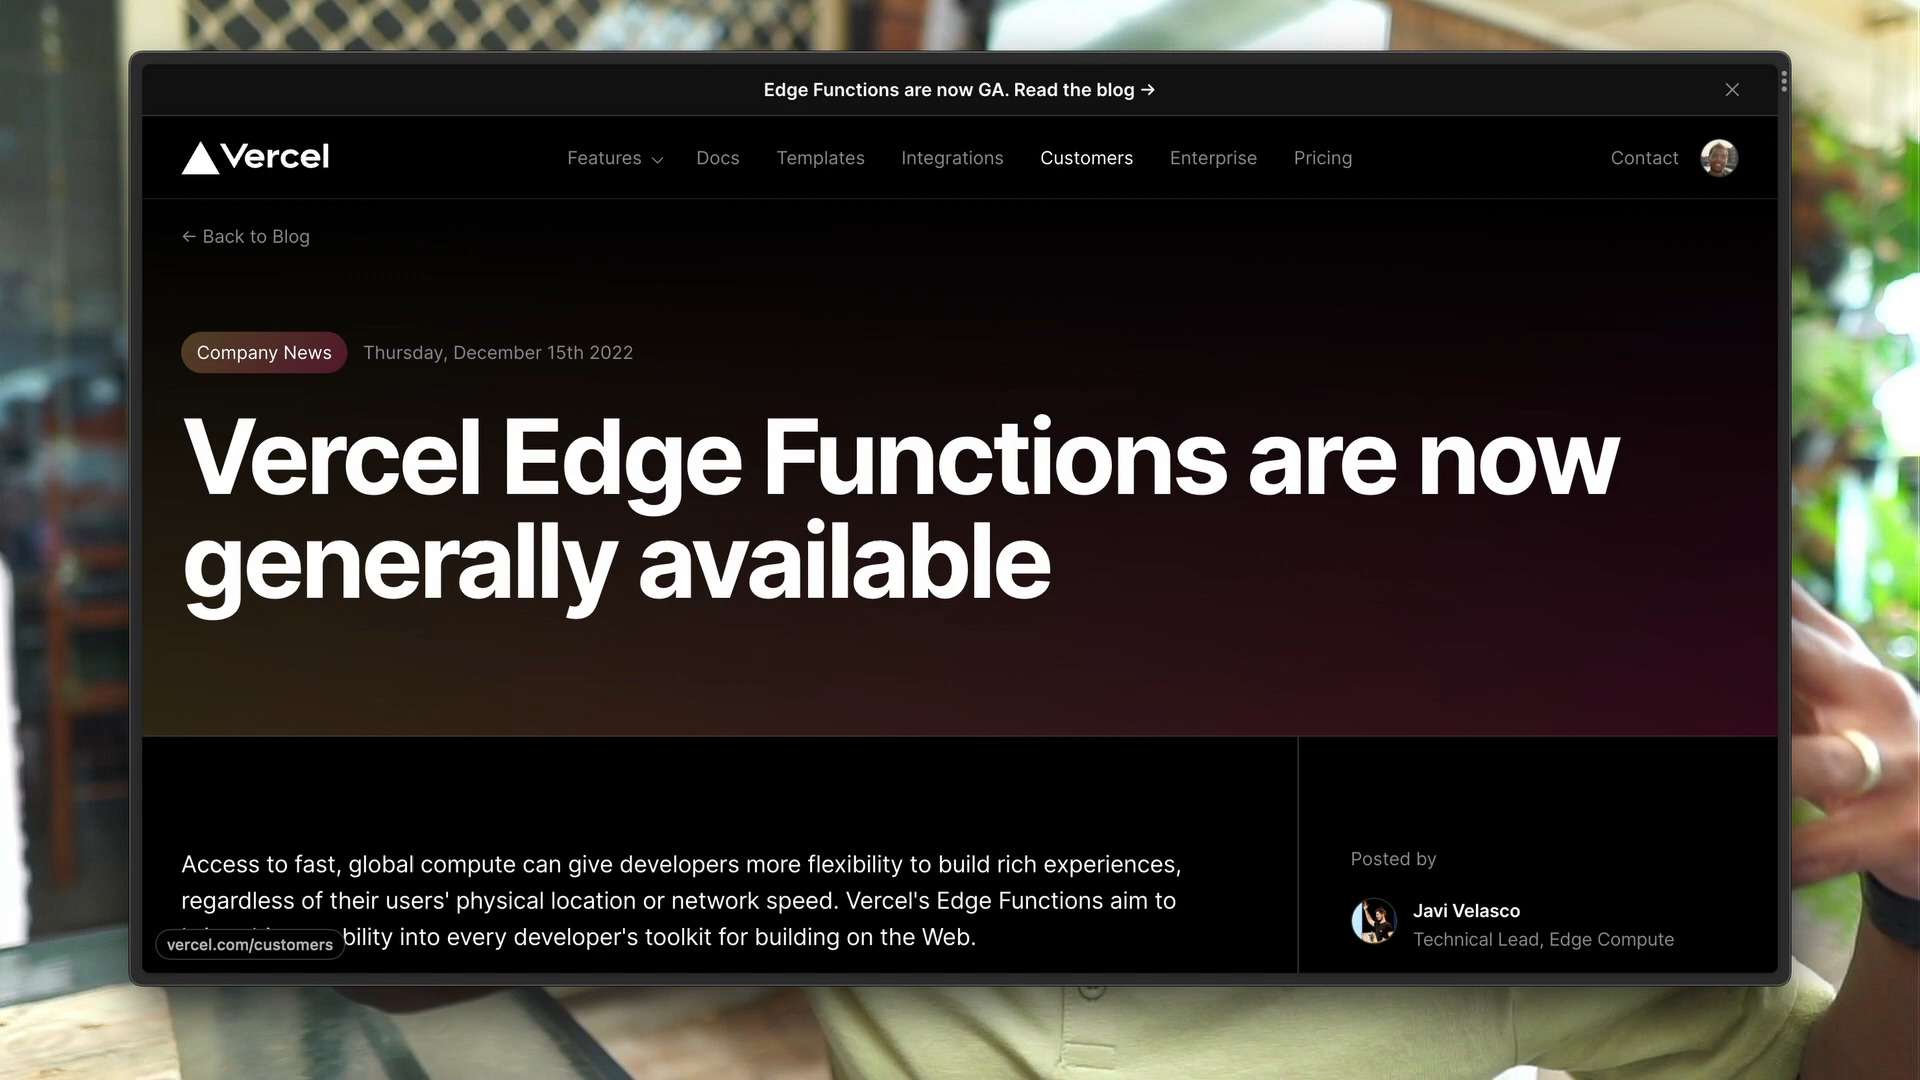 Edge Functions are now GA. Read the blog →
Vercel
Features
Docs
Templates
Integrations
Customers
Enterprise
Pricing
Contact
← Back to Blog
Company News
Thursday, December 15th 2022
Vercel Edge Functions are now
generally available
Access to fast, global compute can give developers more flexibility to build rich experiences,
regardless of their users' physical location or network speed. Vercel's Edge Functions aim to
bility into every developer's toolkit for building on the Web.
vercel.com/customers
Posted by
Javi Velasco
Technical Lead, Edge Compute